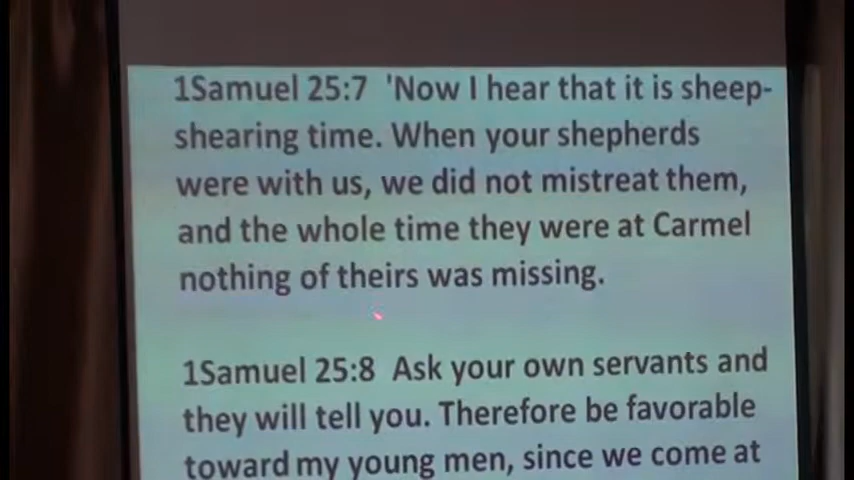 1Samuel 25:7 'Now I hear that it is sheep-
shearing time. When your shepherds
were with us, we did not mistreat them,
and the whole time they were at Carmel
nothing of theirs was missing.
1Samuel 25:8 Ask your own servants and
they will tell you. Therefore be favorable
toward my young men, since we come at